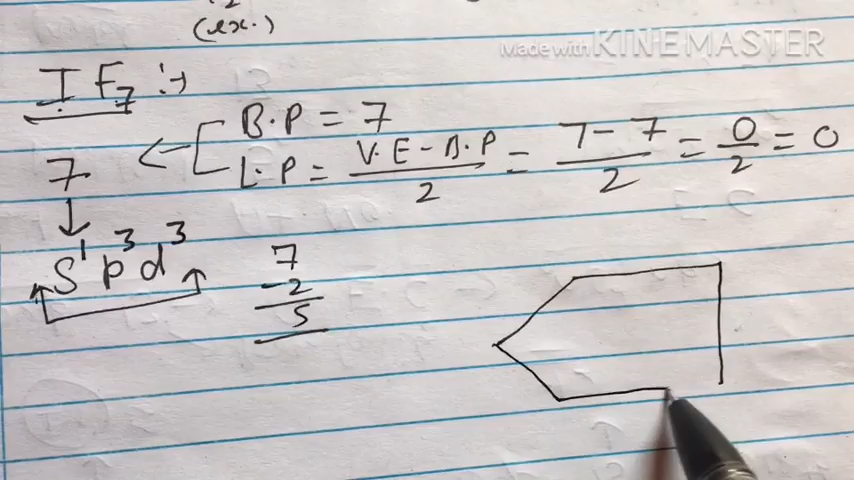 (ex.)
Made with KINEMASTER
IF₇ :→
B.P = 7
7 ← L.P = V.E - B.P / 2 = 7 - 7 / 2 = 0 / 2 = 0
↓
S¹ p³ d³
7
-2
5